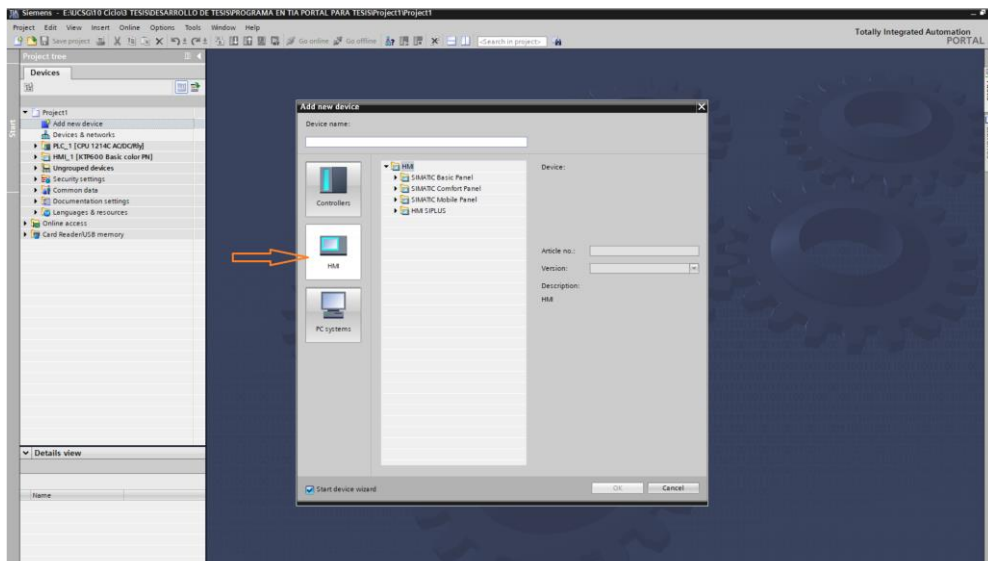 Siemens - E:\UCSG\10 Ciclo\3 TESIS\DESARROLLO DE TESIS\PROGRAMA EN TIA PORTAL PARA TESIS\Project1\Project1
Project Edit View Insert Online Options Tools Window Help
Totally Integrated Automation
PORTAL
Save project
Go online
Go offline
<Search in project>
Project tree
Devices
Start
Project1
Add new device
Devices & networks
PLC_1 [CPU 1214C AC/DC/Rly]
HMI_1 [KTP600 Basic color PN]
Ungrouped devices
Security settings
Common data
Documentation settings
Languages & resources
Online access
Card Reader/USB memory
Details view
Name
Add new device
Device name:
Controllers
HMI
PC systems
HMI
SIMATIC Basic Panel
SIMATIC Comfort Panel
SIMATIC Mobile Panel
HMI SIPLUS
Device:
Article no.:
Version:
Description:
HMI
Start device wizard
OK
Cancel